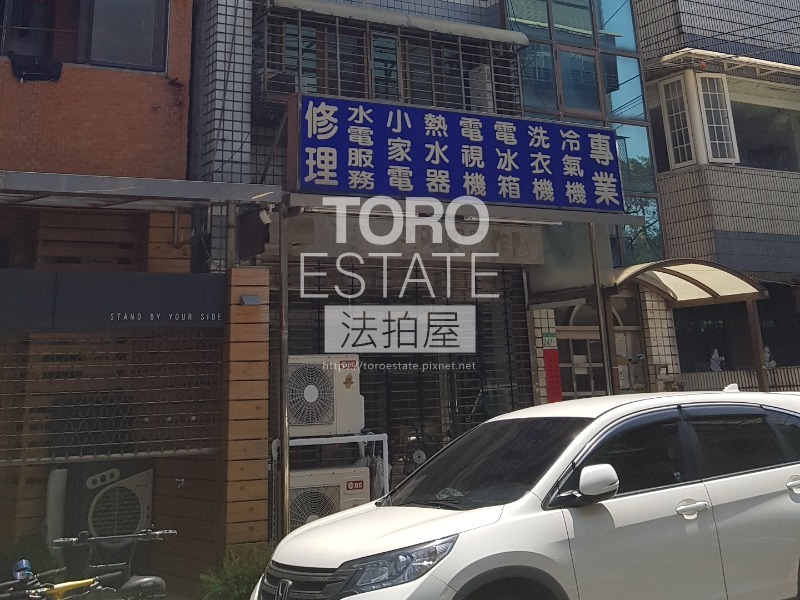 專業
冷氣機
洗衣機
電冰箱
電視機
熱水器
小家電
水電服務
修理
TORO
ESTATE
法拍屋
http://toroestate.pixnet.net
STAND BY YOUR SIDE